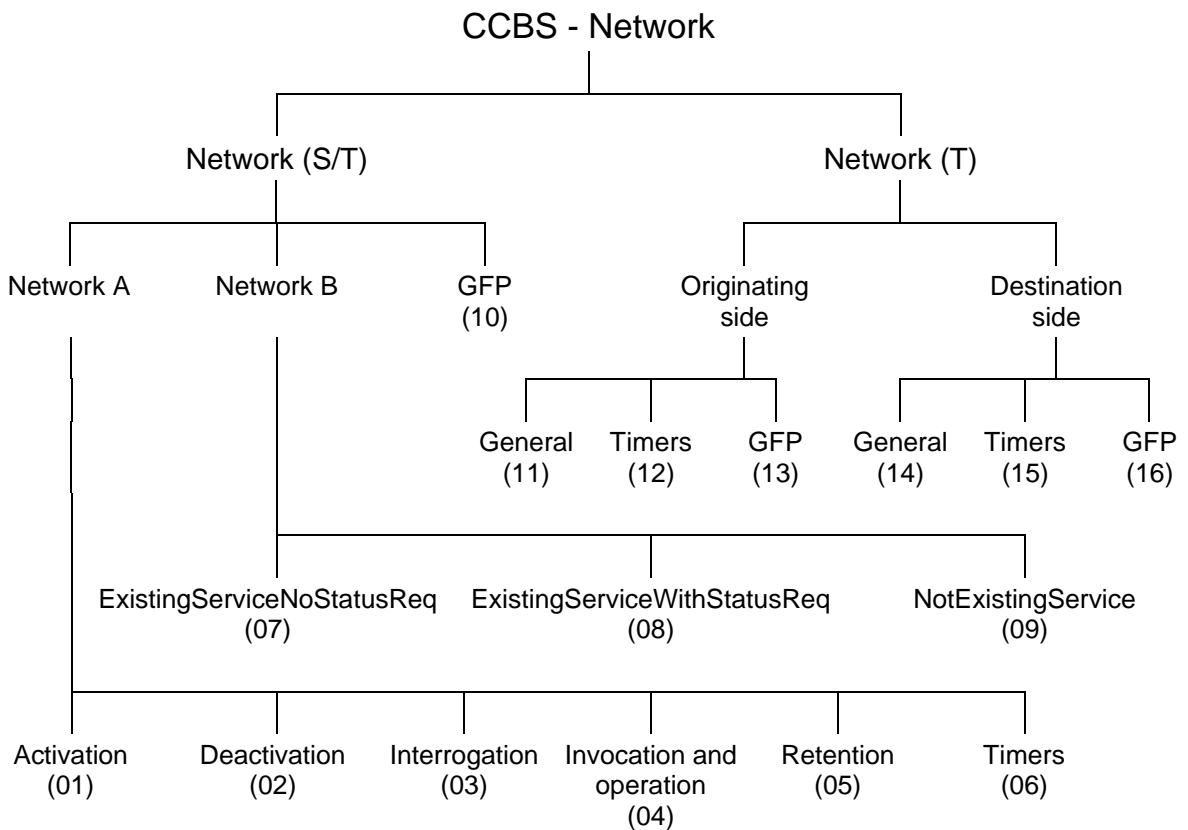 CCBS - Network
Network (S/T)
Network (T)
Network A
Network B
GFP
(10)
Originating
side
Destination
side
General
(11)
Timers
(12)
GFP
(13)
General
(14)
Timers
(15)
GFP
(16)
ExistingServiceNoStatusReq
(07)
ExistingServiceWithStatusReq
(08)
NotExistingService
(09)
Activation
(01)
Deactivation
(02)
Interrogation
(03)
Invocation and
operation
(04)
Retention
(05)
Timers
(06)